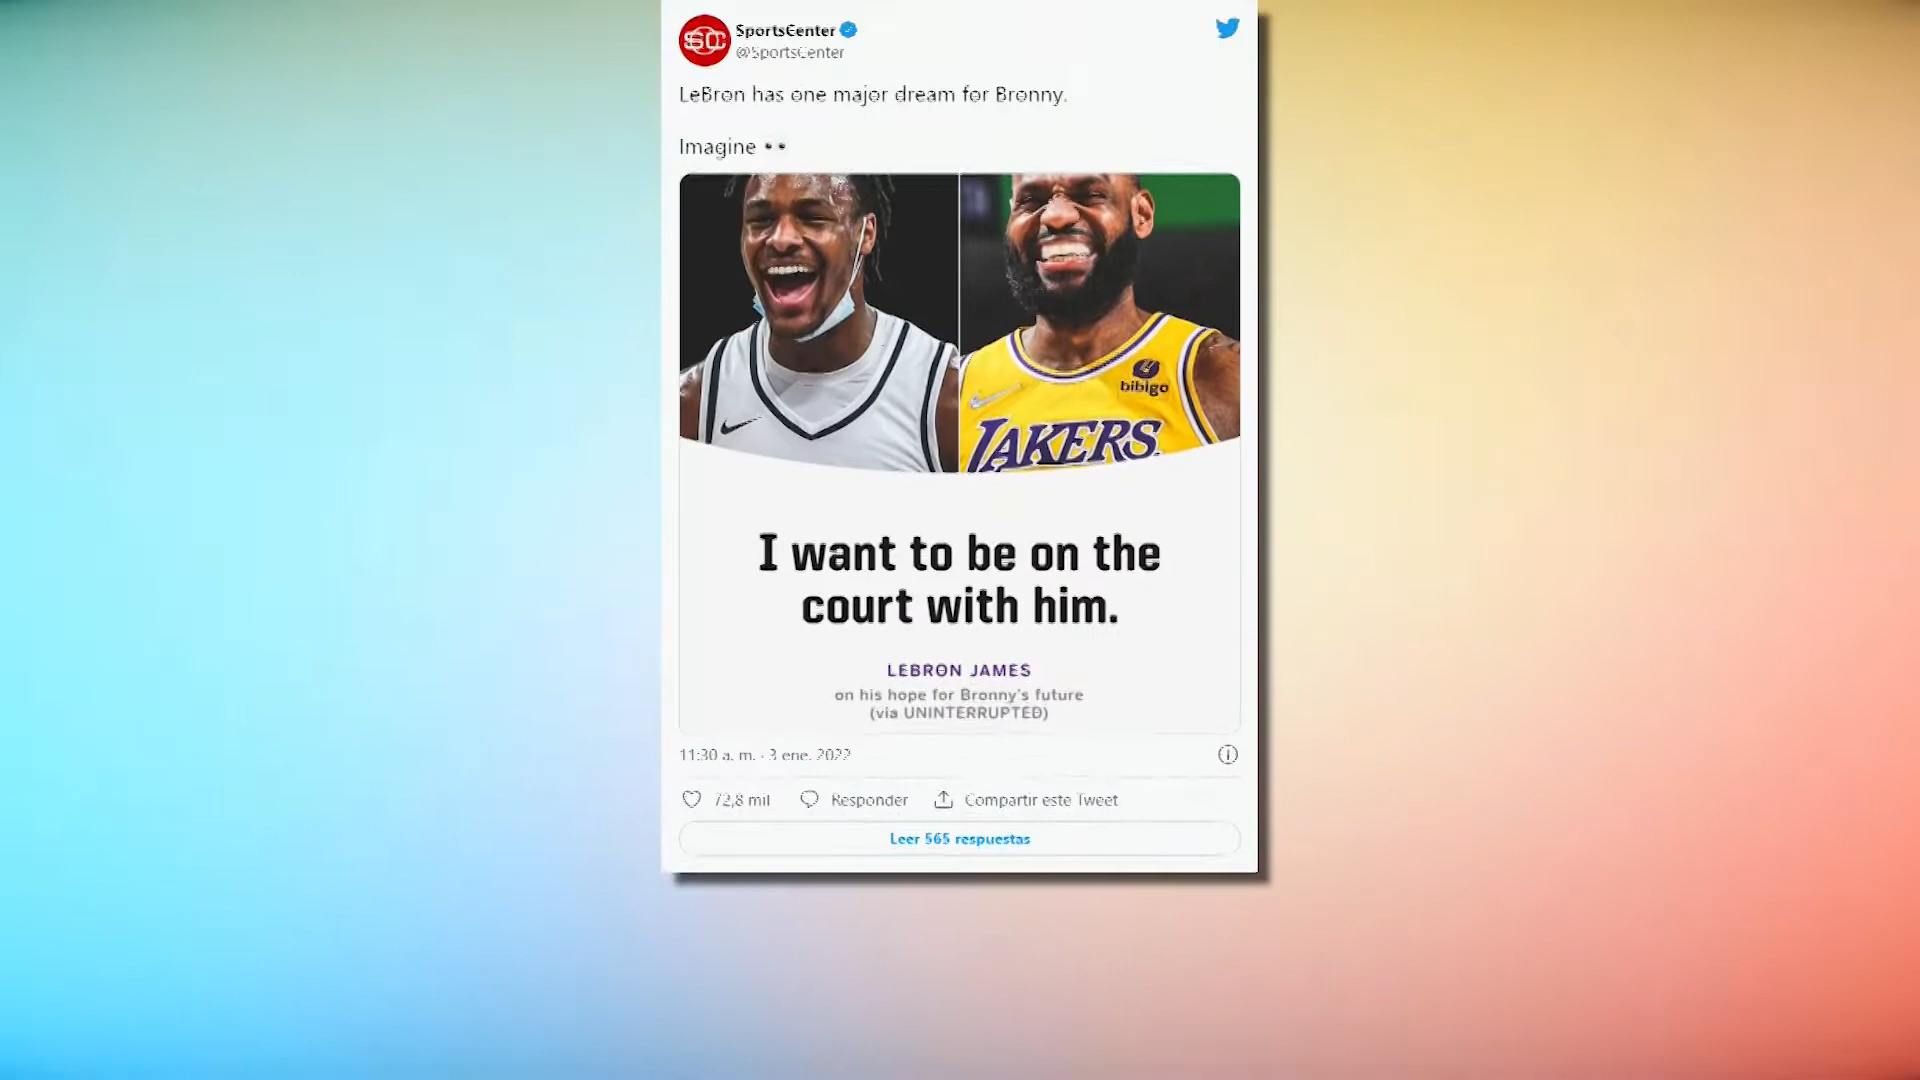 SC
SportsCenter
@SportsCenter
LeBron has one major dream for Bronny.
Imagine 👀
bibigo
LAKERS
I want to be on the
court with him.
LEBRON JAMES
on his hope for Bronny's future
(via UNINTERRUPTED)
11:30 a. m. · 3 ene. 2022
72,8 mil Responder Compartir este Tweet
Leer 565 respuestas